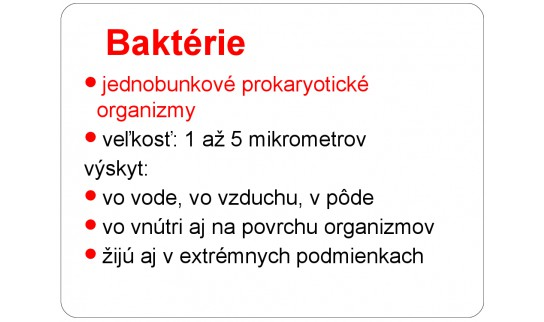 Baktérie
• jednobunkové prokaryotické
organizmy
• veľkosť: 1 až 5 mikrometrov
výskyt:
• vo vode, vo vzduchu, v pôde
• vo vnútri aj na povrchu organizmov
• žijú aj v extrémnych podmienkach